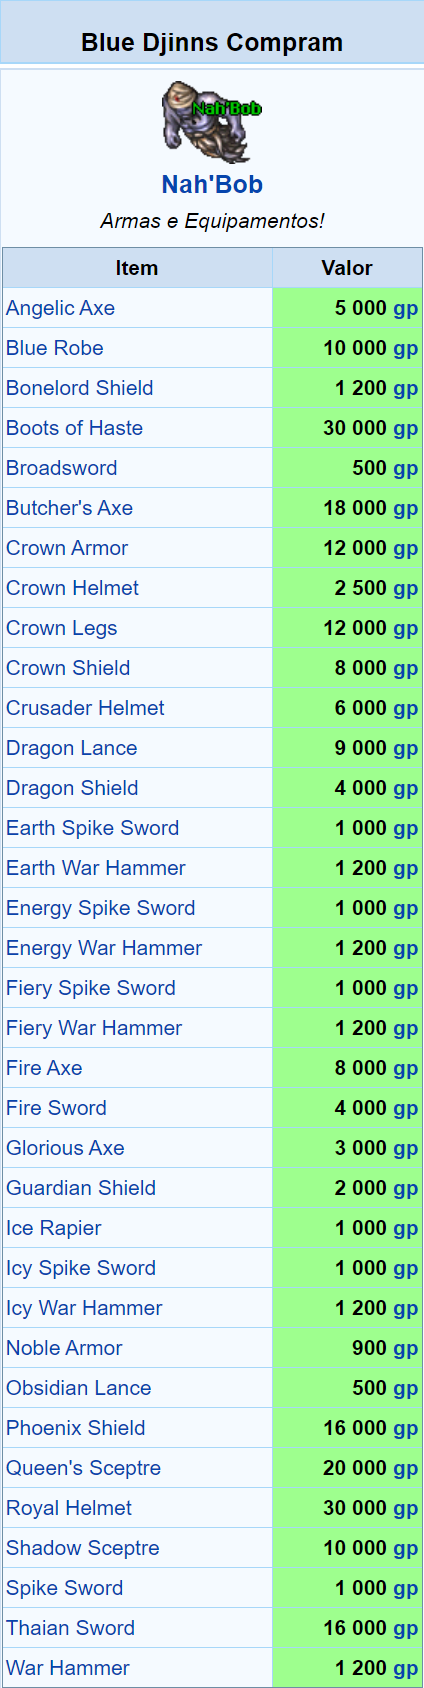 Blue Djinns Compram
Nah'Bob
Nah'Bob
Armas e Equipamentos!
Item Valor
Angelic Axe 5 000 gp
Blue Robe 10 000 gp
Bonelord Shield 1 200 gp
Boots of Haste 30 000 gp
Broadsword 500 gp
Butcher's Axe 18 000 gp
Crown Armor 12 000 gp
Crown Helmet 2 500 gp
Crown Legs 12 000 gp
Crown Shield 8 000 gp
Crusader Helmet 6 000 gp
Dragon Lance 9 000 gp
Dragon Shield 4 000 gp
Earth Spike Sword 1 000 gp
Earth War Hammer 1 200 gp
Energy Spike Sword 1 000 gp
Energy War Hammer 1 200 gp
Fiery Spike Sword 1 000 gp
Fiery War Hammer 1 200 gp
Fire Axe 8 000 gp
Fire Sword 4 000 gp
Glorious Axe 3 000 gp
Guardian Shield 2 000 gp
Ice Rapier 1 000 gp
Icy Spike Sword 1 000 gp
Icy War Hammer 1 200 gp
Noble Armor 900 gp
Obsidian Lance 500 gp
Phoenix Shield 16 000 gp
Queen's Sceptre 20 000 gp
Royal Helmet 30 000 gp
Shadow Sceptre 10 000 gp
Spike Sword 1 000 gp
Thaian Sword 16 000 gp
War Hammer 1 200 gp